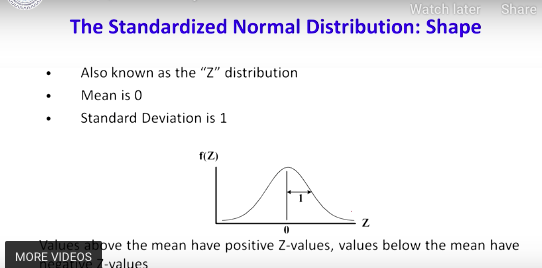 Watch later Share
The Standardized Normal Distribution: Shape
• Also known as the “Z” distribution
• Mean is 0
• Standard Deviation is 1
f(Z)
1
Z
0
Values above the mean have positive Z-values, values below the mean have
MORE VIDEOS
negative Z-values